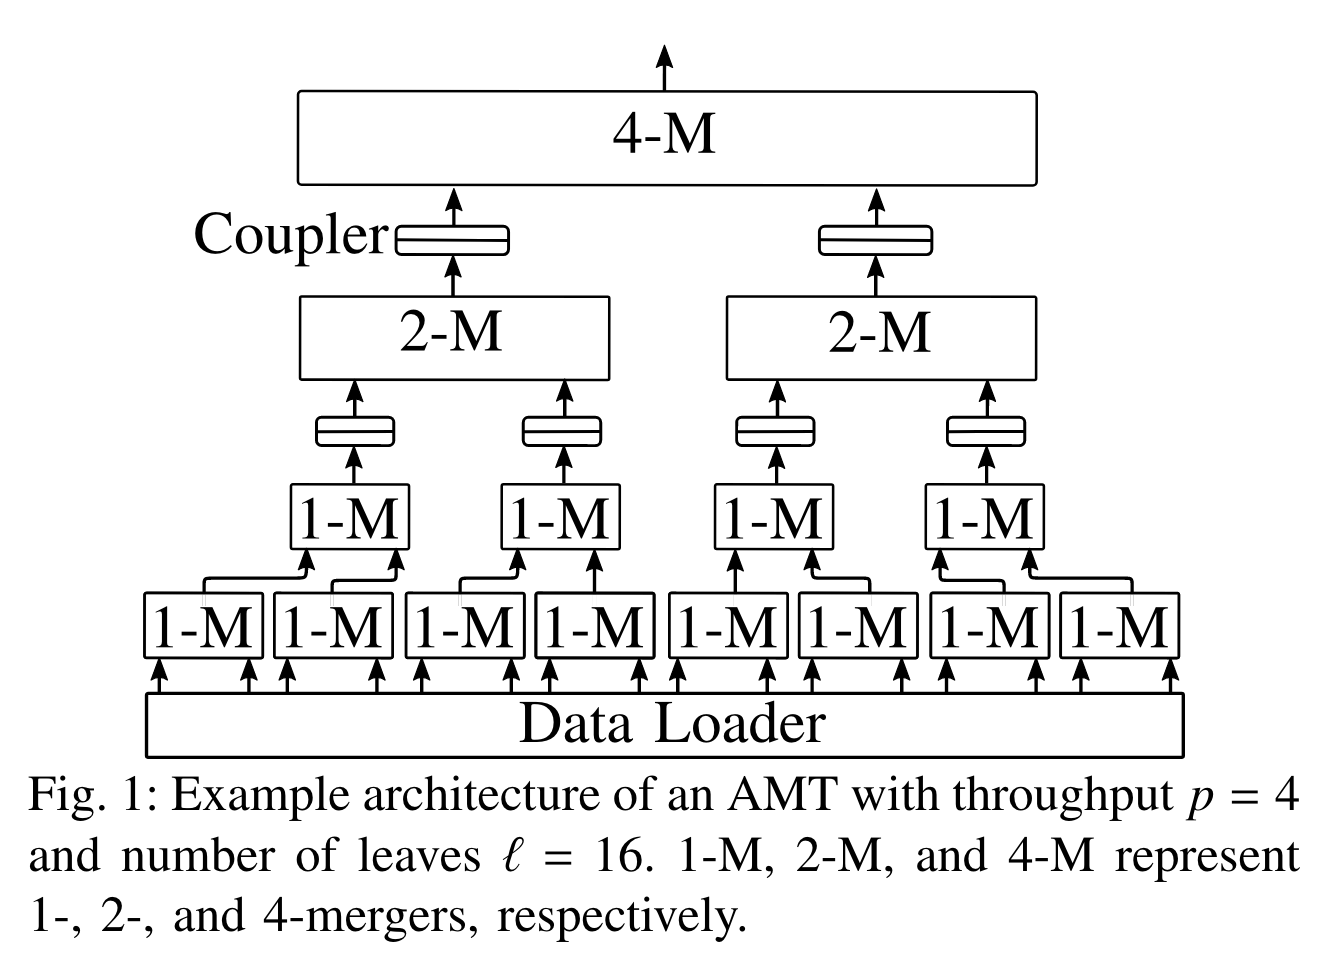 4-M
Coupler
2-M 2-M
1-M 1-M 1-M 1-M
1-M 1-M 1-M 1-M 1-M 1-M 1-M 1-M
Data Loader
Fig. 1: Example architecture of an AMT with throughput p = 4
and number of leaves ℓ = 16. 1-M, 2-M, and 4-M represent
1-, 2-, and 4-mergers, respectively.